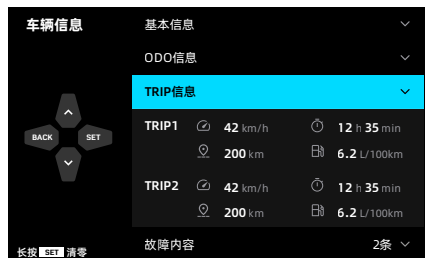 车辆信息
基本信息
ODO信息
TRIP信息
BACK
SET
TRIP1 42 km/h 12 h 35 min
200 km 6.2 L/100km
TRIP2 42 km/h 12 h 35 min
200 km 6.2 L/100km
故障内容 2条
长按 SET 清零